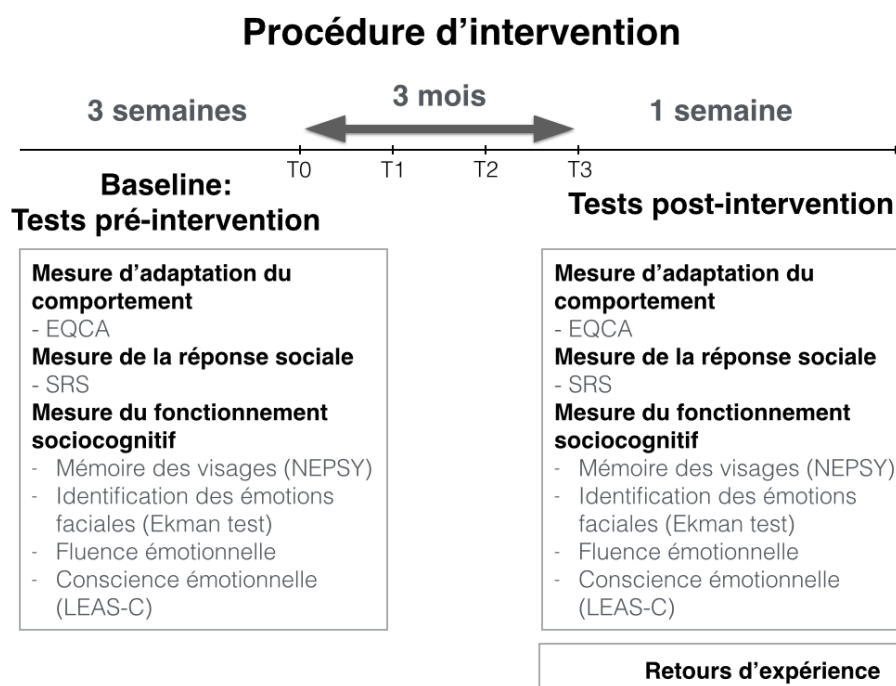 Procédure d'intervention
3 semaines
3 mois
1 semaine
T0
T1
T2
T3
Baseline:
Tests pré-intervention
Tests post-intervention
Mesure d'adaptation du
comportement
- EQCA
Mesure de la réponse sociale
- SRS
Mesure du fonctionnement
sociocognitif
- Mémoire des visages (NEPSY)
- Identification des émotions
faciales (Ekman test)
- Fluence émotionnelle
- Conscience émotionnelle
(LEAS-C)
Mesure d'adaptation du
comportement
- EQCA
Mesure de la réponse sociale
- SRS
Mesure du fonctionnement
sociocognitif
- Mémoire des visages (NEPSY)
- Identification des émotions
faciales (Ekman test)
- Fluence émotionnelle
- Conscience émotionnelle
(LEAS-C)
Retours d'expérience